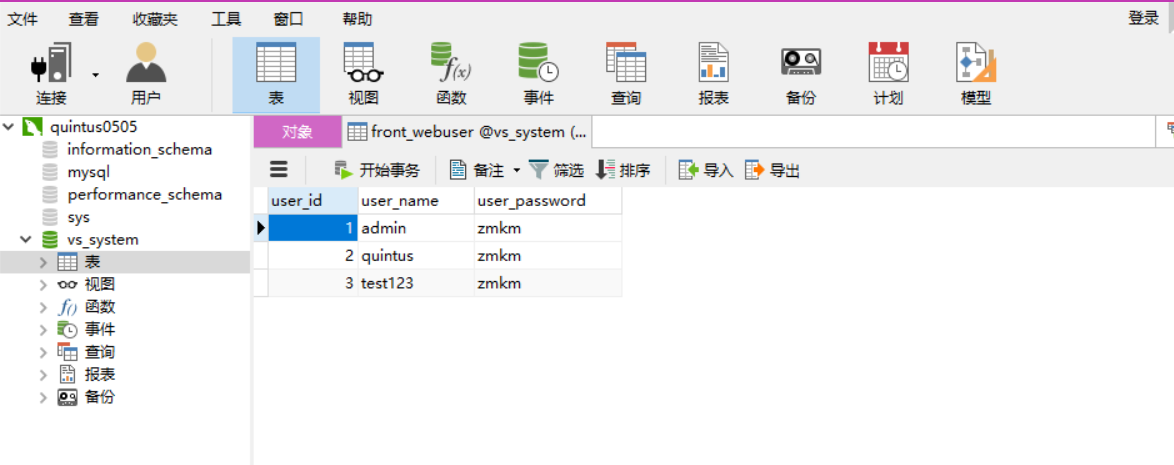 文件 查看 收藏夹 工具 窗口 帮助 登录
连接 用户 表 视图 f(x) 函数 事件 查询 报表 备份 计划 模型
quintus0505
information_schema
mysql
performance_schema
sys
vs_system
表
视图
f() 函数
事件
查询
报表
备份
对象 front_webuser @vs_system (...
开始事务 备注 筛选 排序 导入 导出
user_id user_name user_password
1 admin zmkm
2 quintus zmkm
3 test123 zmkm